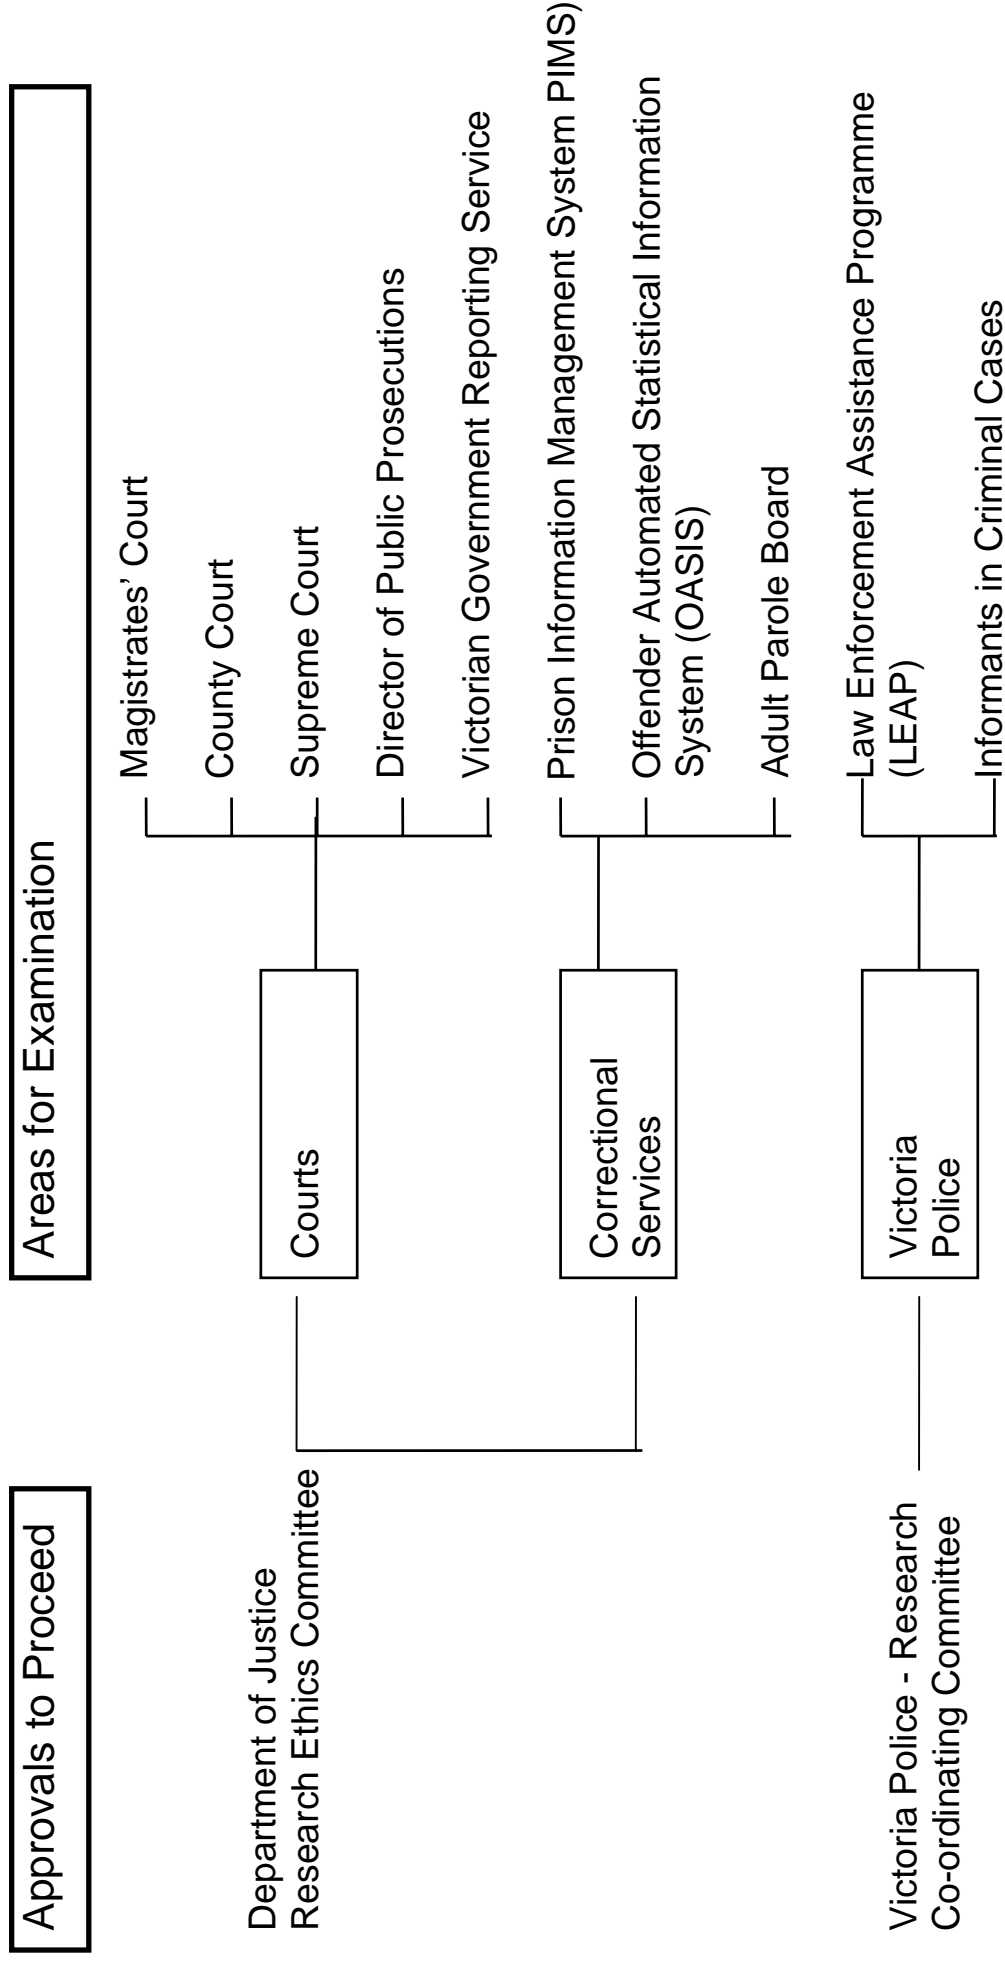 Approvals to Proceed
Areas for Examination
Department of Justice
Research Ethics Committee
Courts
Magistrates’ Court
County Court
Supreme Court
Director of Public Prosecutions
Victorian Government Reporting Service
Correctional
Services
Prison Information Management System PIMS)
Offender Automated Statistical Information
System (OASIS)
Adult Parole Board
Victoria Police - Research
Co-ordinating Committee
Victoria
Police
Law Enforcement Assistance Programme
(LEAP)
Informants in Criminal Cases